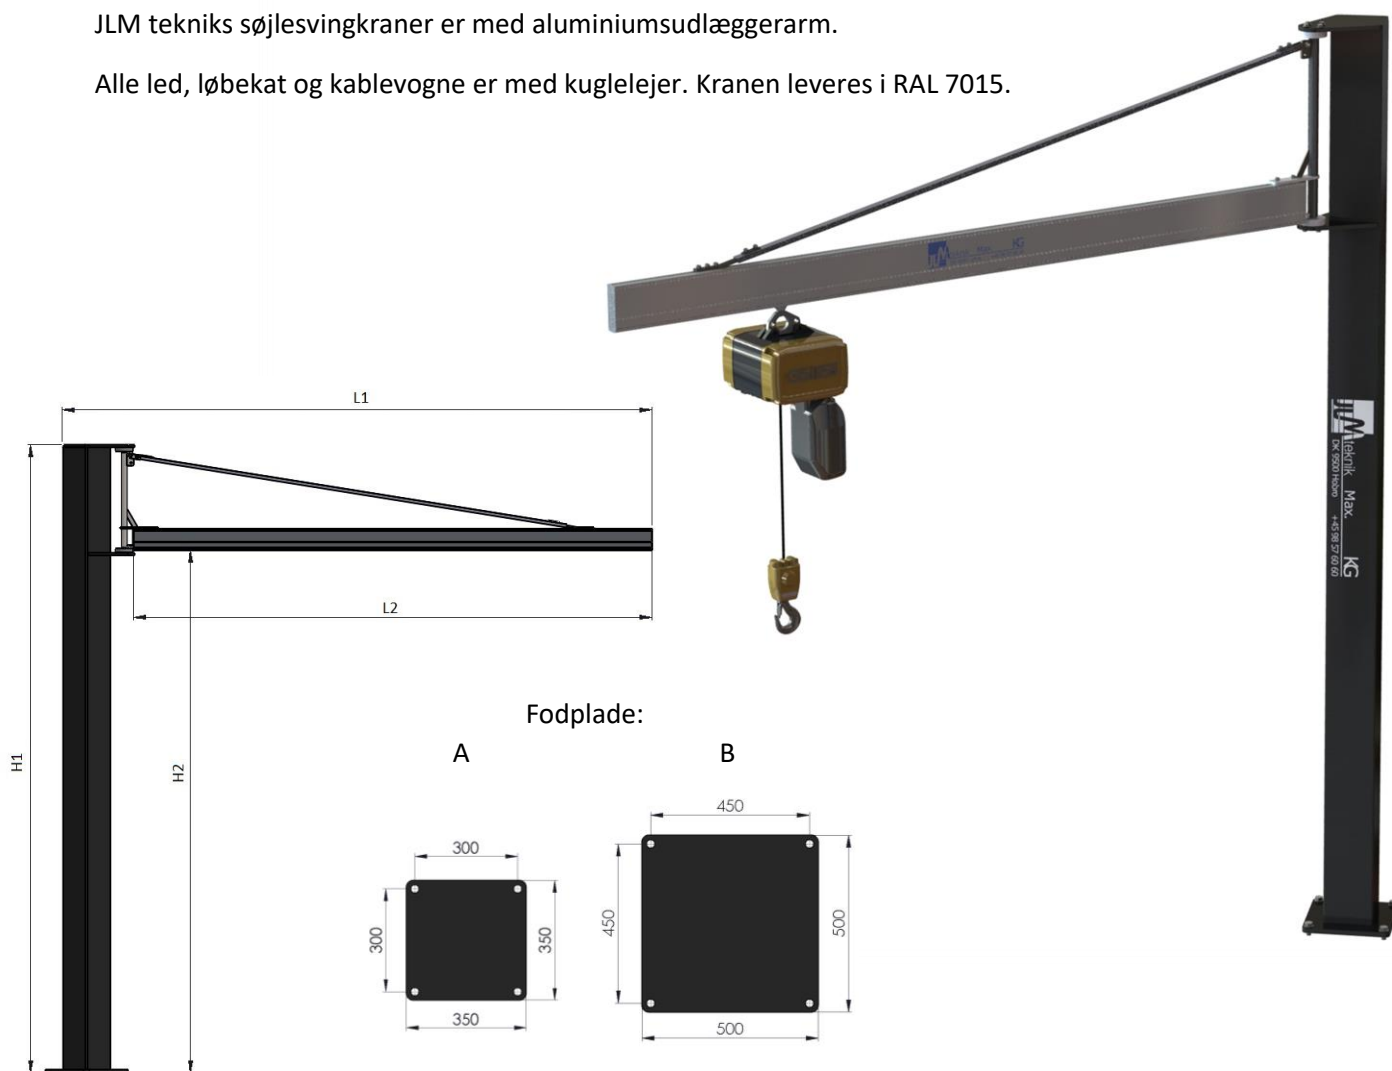 JLM tekniks søjlesvingkraner er med aluminiumsudlæggerarm.
Alle led, løbekat og kablevogne er med kuglelejer. Kranen leveres i RAL 7015.
KG
JLM teknik Max. KG
DK 9500 Hobro +45 98 57 60 60
L1
L2
H1
H2
Fodplade:
A
B
300
300
350
350
450
450
500
500